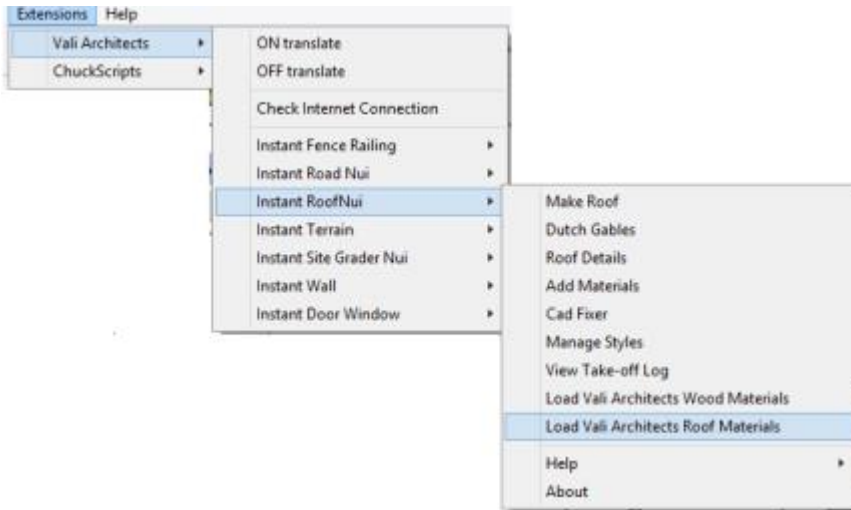 Extensions Help
Vali Architects
ChuckScripts
ON translate
OFF translate
Check Internet Connection
Instant Fence Railing
Instant Road Nui
Instant RoofNui
Instant Terrain
Instant Site Grader Nui
Instant Wall
Instant Door Window
Make Roof
Dutch Gables
Roof Details
Add Materials
Cad Fixer
Manage Styles
View Take-off Log
Load Vali Architects Wood Materials
Load Vali Architects Roof Materials
Help
About